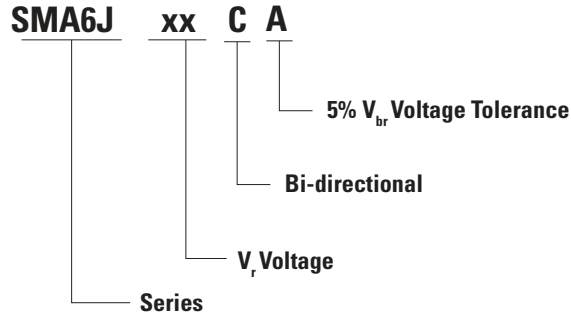 SMA6J xx C A
5% Vbr Voltage Tolerance
Bi-directional
Vr Voltage
Series